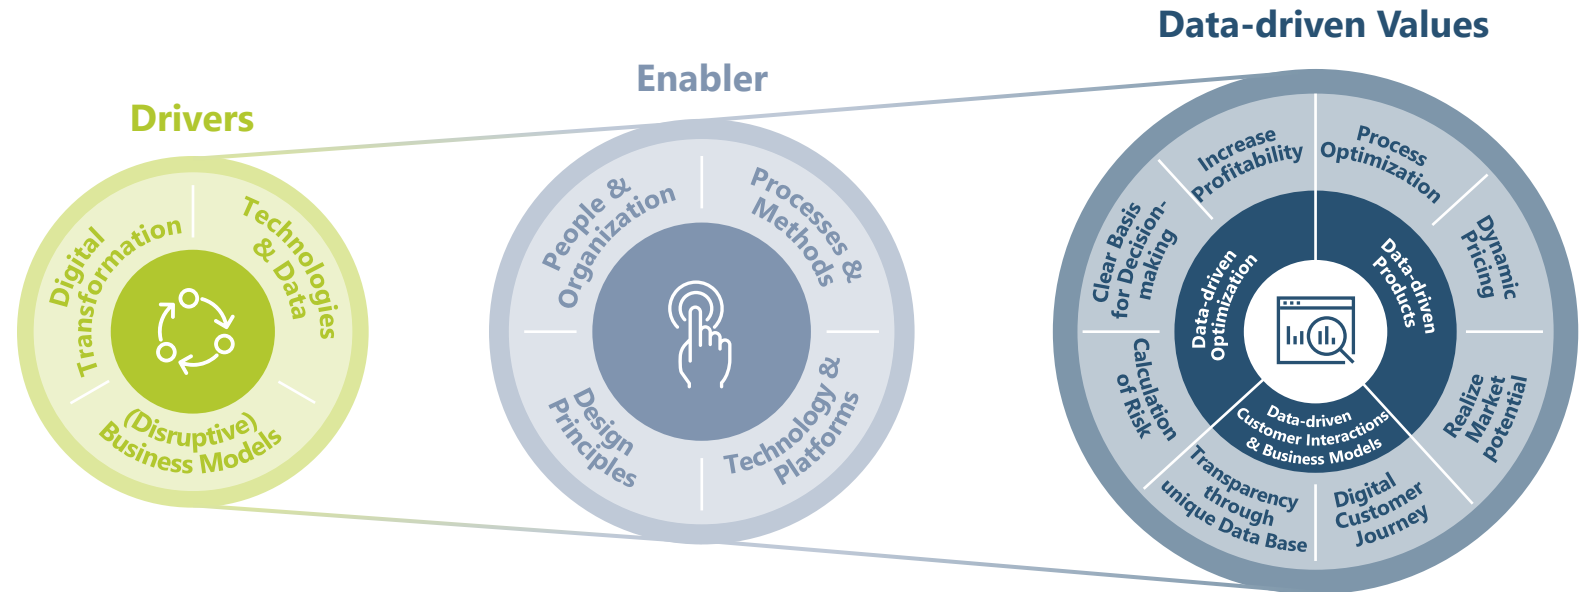 Drivers
Digital
Transformation
Technologies
& Data
(Disruptive)
Business Models
Enabler
People &
Organization
Processes &
Methods
Design
Principles
Technology &
Platforms
Data-driven Values
Increase
Profitability
Process
Optimization
Dynamic
Pricing
Realize
Market
potential
Digital
Customer
Journey
Transparency
through
unique Data Base
Calculation
of Risk
Clear Basis
for Decision-
making
Data-driven
Optimization
Data-driven
Products
Data-driven
Customer Interactions
& Business Models